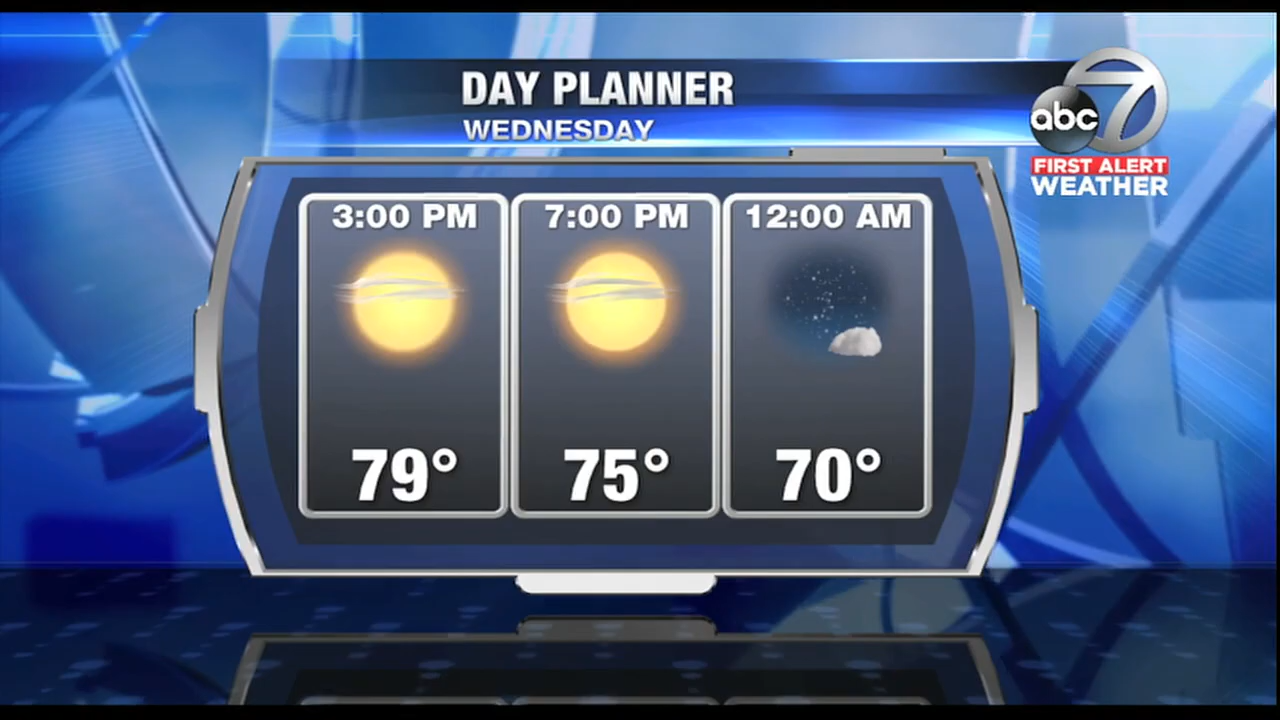 DAY PLANNER
WEDNESDAY
abc 7
FIRST ALERT
WEATHER
3:00 PM
7:00 PM
12:00 AM
79°
75°
70°